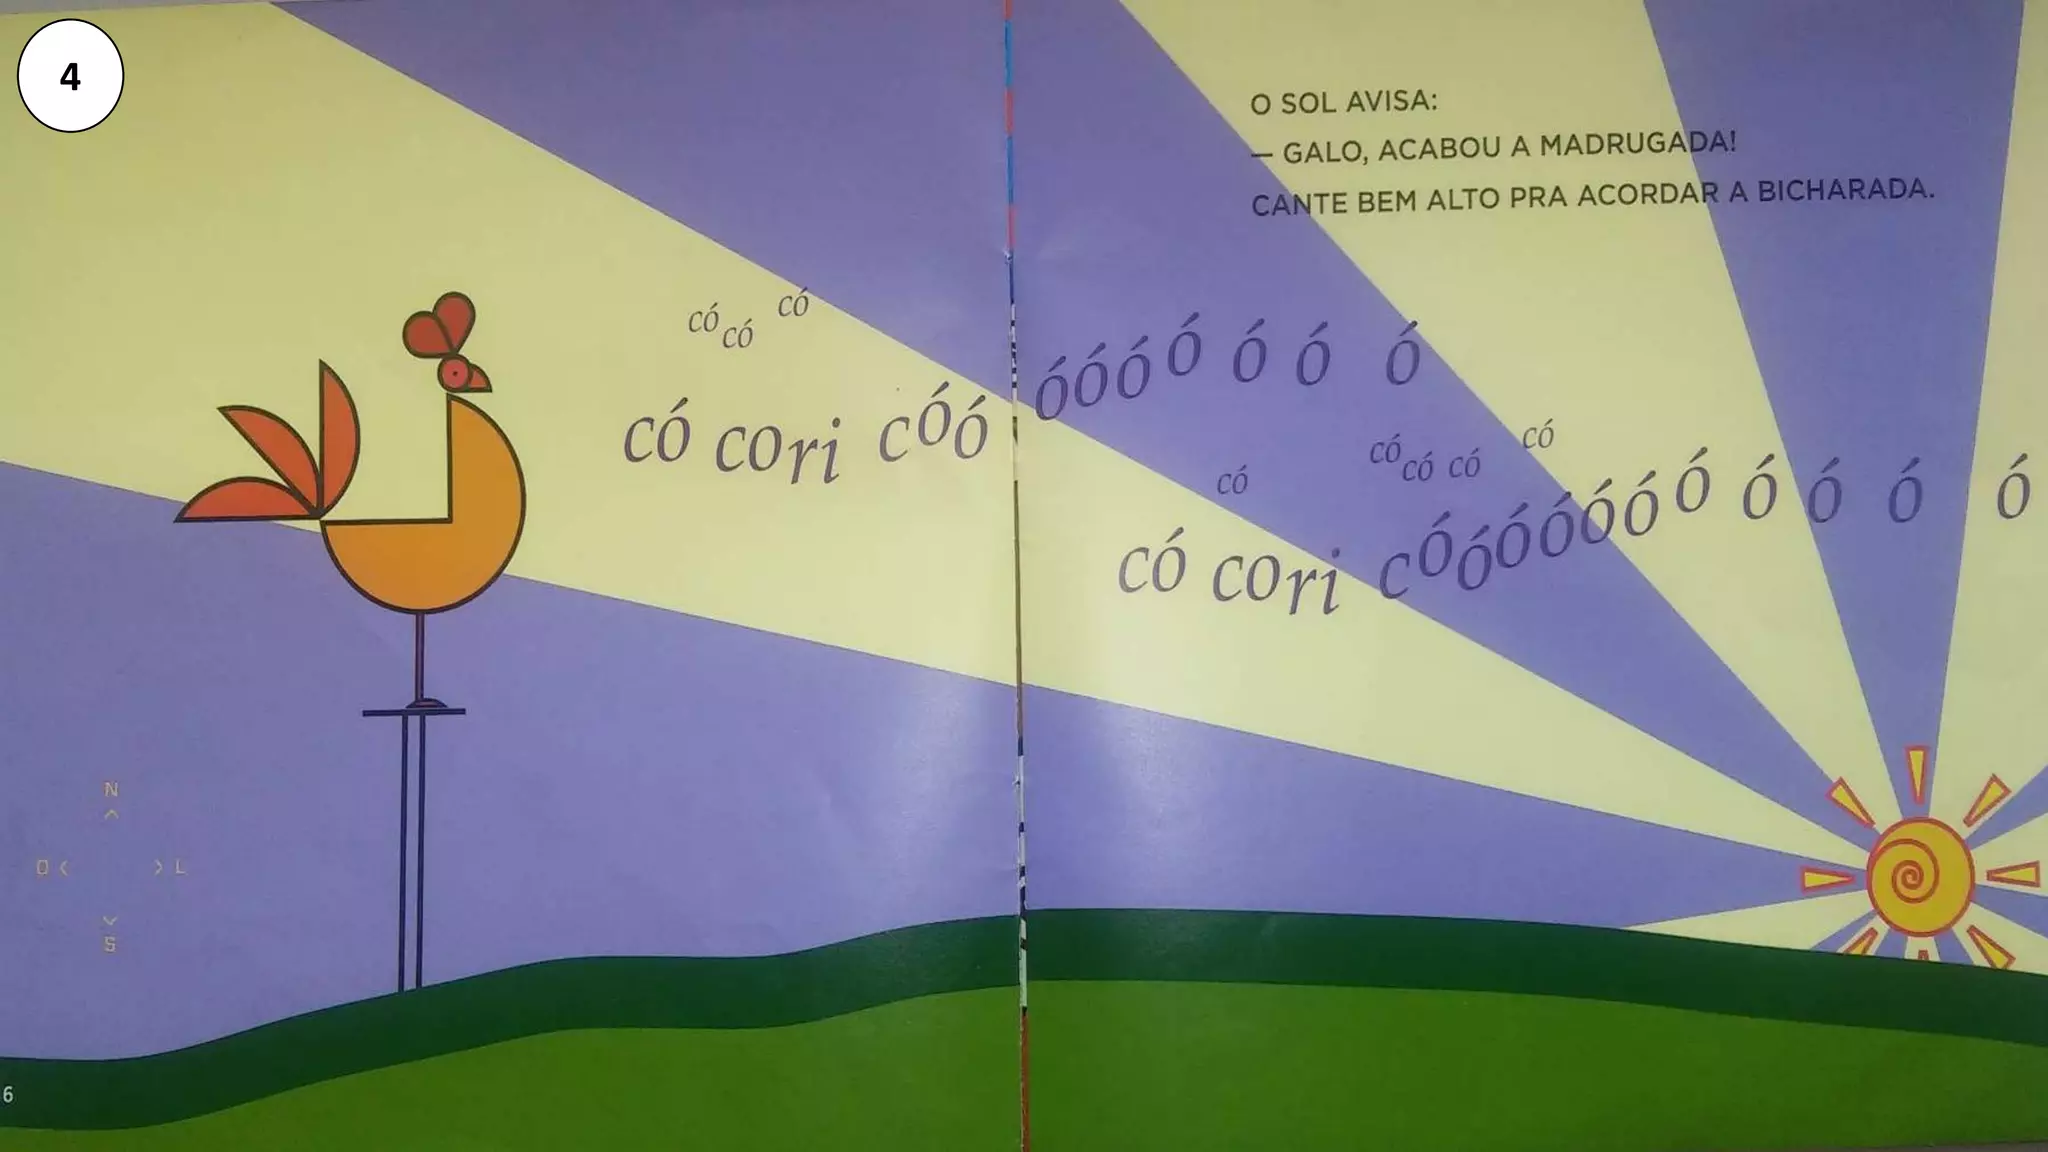 4
O SOL AVISA:
— GALO, ACABOU A MADRUGADA!
CANTE BEM ALTO PRA ACORDAR A BICHARADA.
có có có
có cori cóó óóóó ó ó ó
có có có có có
có cori cóóóóóóó ó ó ó ó
N
O < > L
S
6